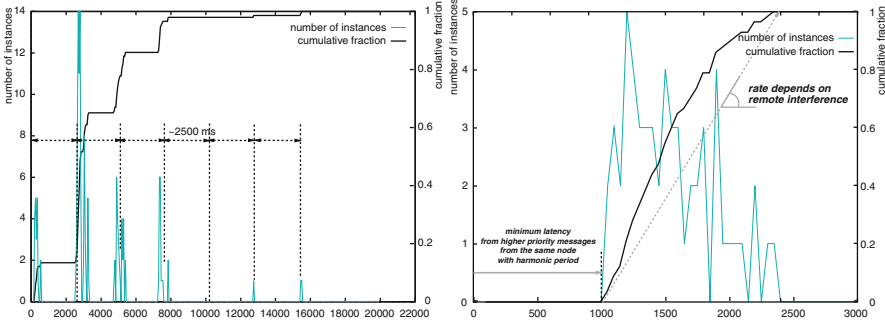 number of instances
14
12
10
8
6
4
2
0
0 2000 4000 6000 8000 10000 12000 14000 16000 18000 20000 22000
1
0.8
0.6
0.4
0.2
0
cumulative fraction
number of instances
cumulative fraction
~2500 ms
number of instances
5
4
3
2
1
0
0 500 1000 1500 2000 2500 3000
1
0.8
0.6
0.4
0.2
0
cumulative fraction
number of instances
cumulative fraction
rate depends on
remote interference
minimum latency
from higher priority messages
from the same node
with harmonic period